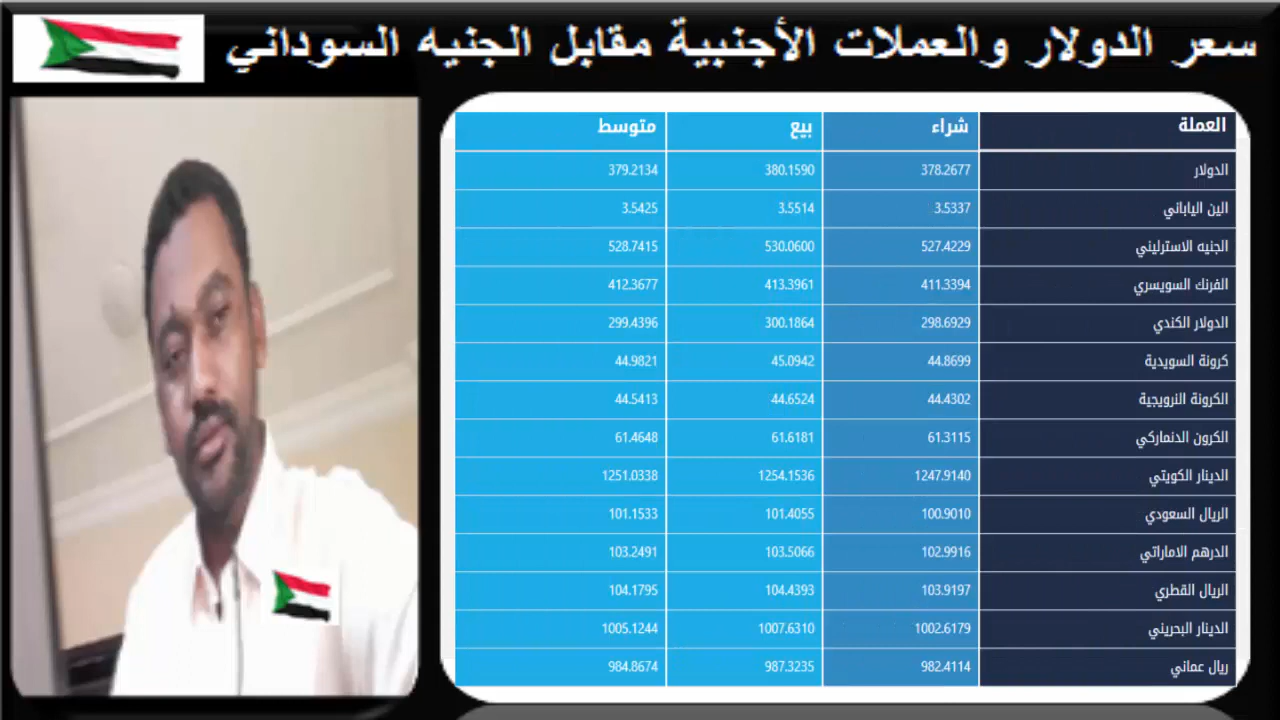 سعر الدولار والعملات الأجنبية مقابل الجنيه السوداني
العملة شراء بيع متوسط
الدولار 378.2677 380.1590 379.2134
الين الياباني 3.5337 3.5514 3.5425
الجنيه الاسترليني 527.4229 530.0600 528.7415
الفرنك السويسري 411.3394 413.3961 412.3677
الدولار الكندي 298.6929 300.1864 299.4396
كرونة السويدية 44.8699 45.0942 44.9821
الكرونة النرويجية 44.4302 44.6524 44.5413
الكرون الدنماركي 61.3115 61.6181 61.4648
الدينار الكويتي 1247.9140 1254.1536 1251.0338
الريال السعودي 100.9010 101.4055 101.1533
الدرهم الاماراتي 102.9916 103.5066 103.2491
الريال القطري 103.9197 104.4393 104.1795
الدينار البحريني 1002.6179 1007.6310 1005.1244
ريال عماني 982.4114 987.3235 984.8674